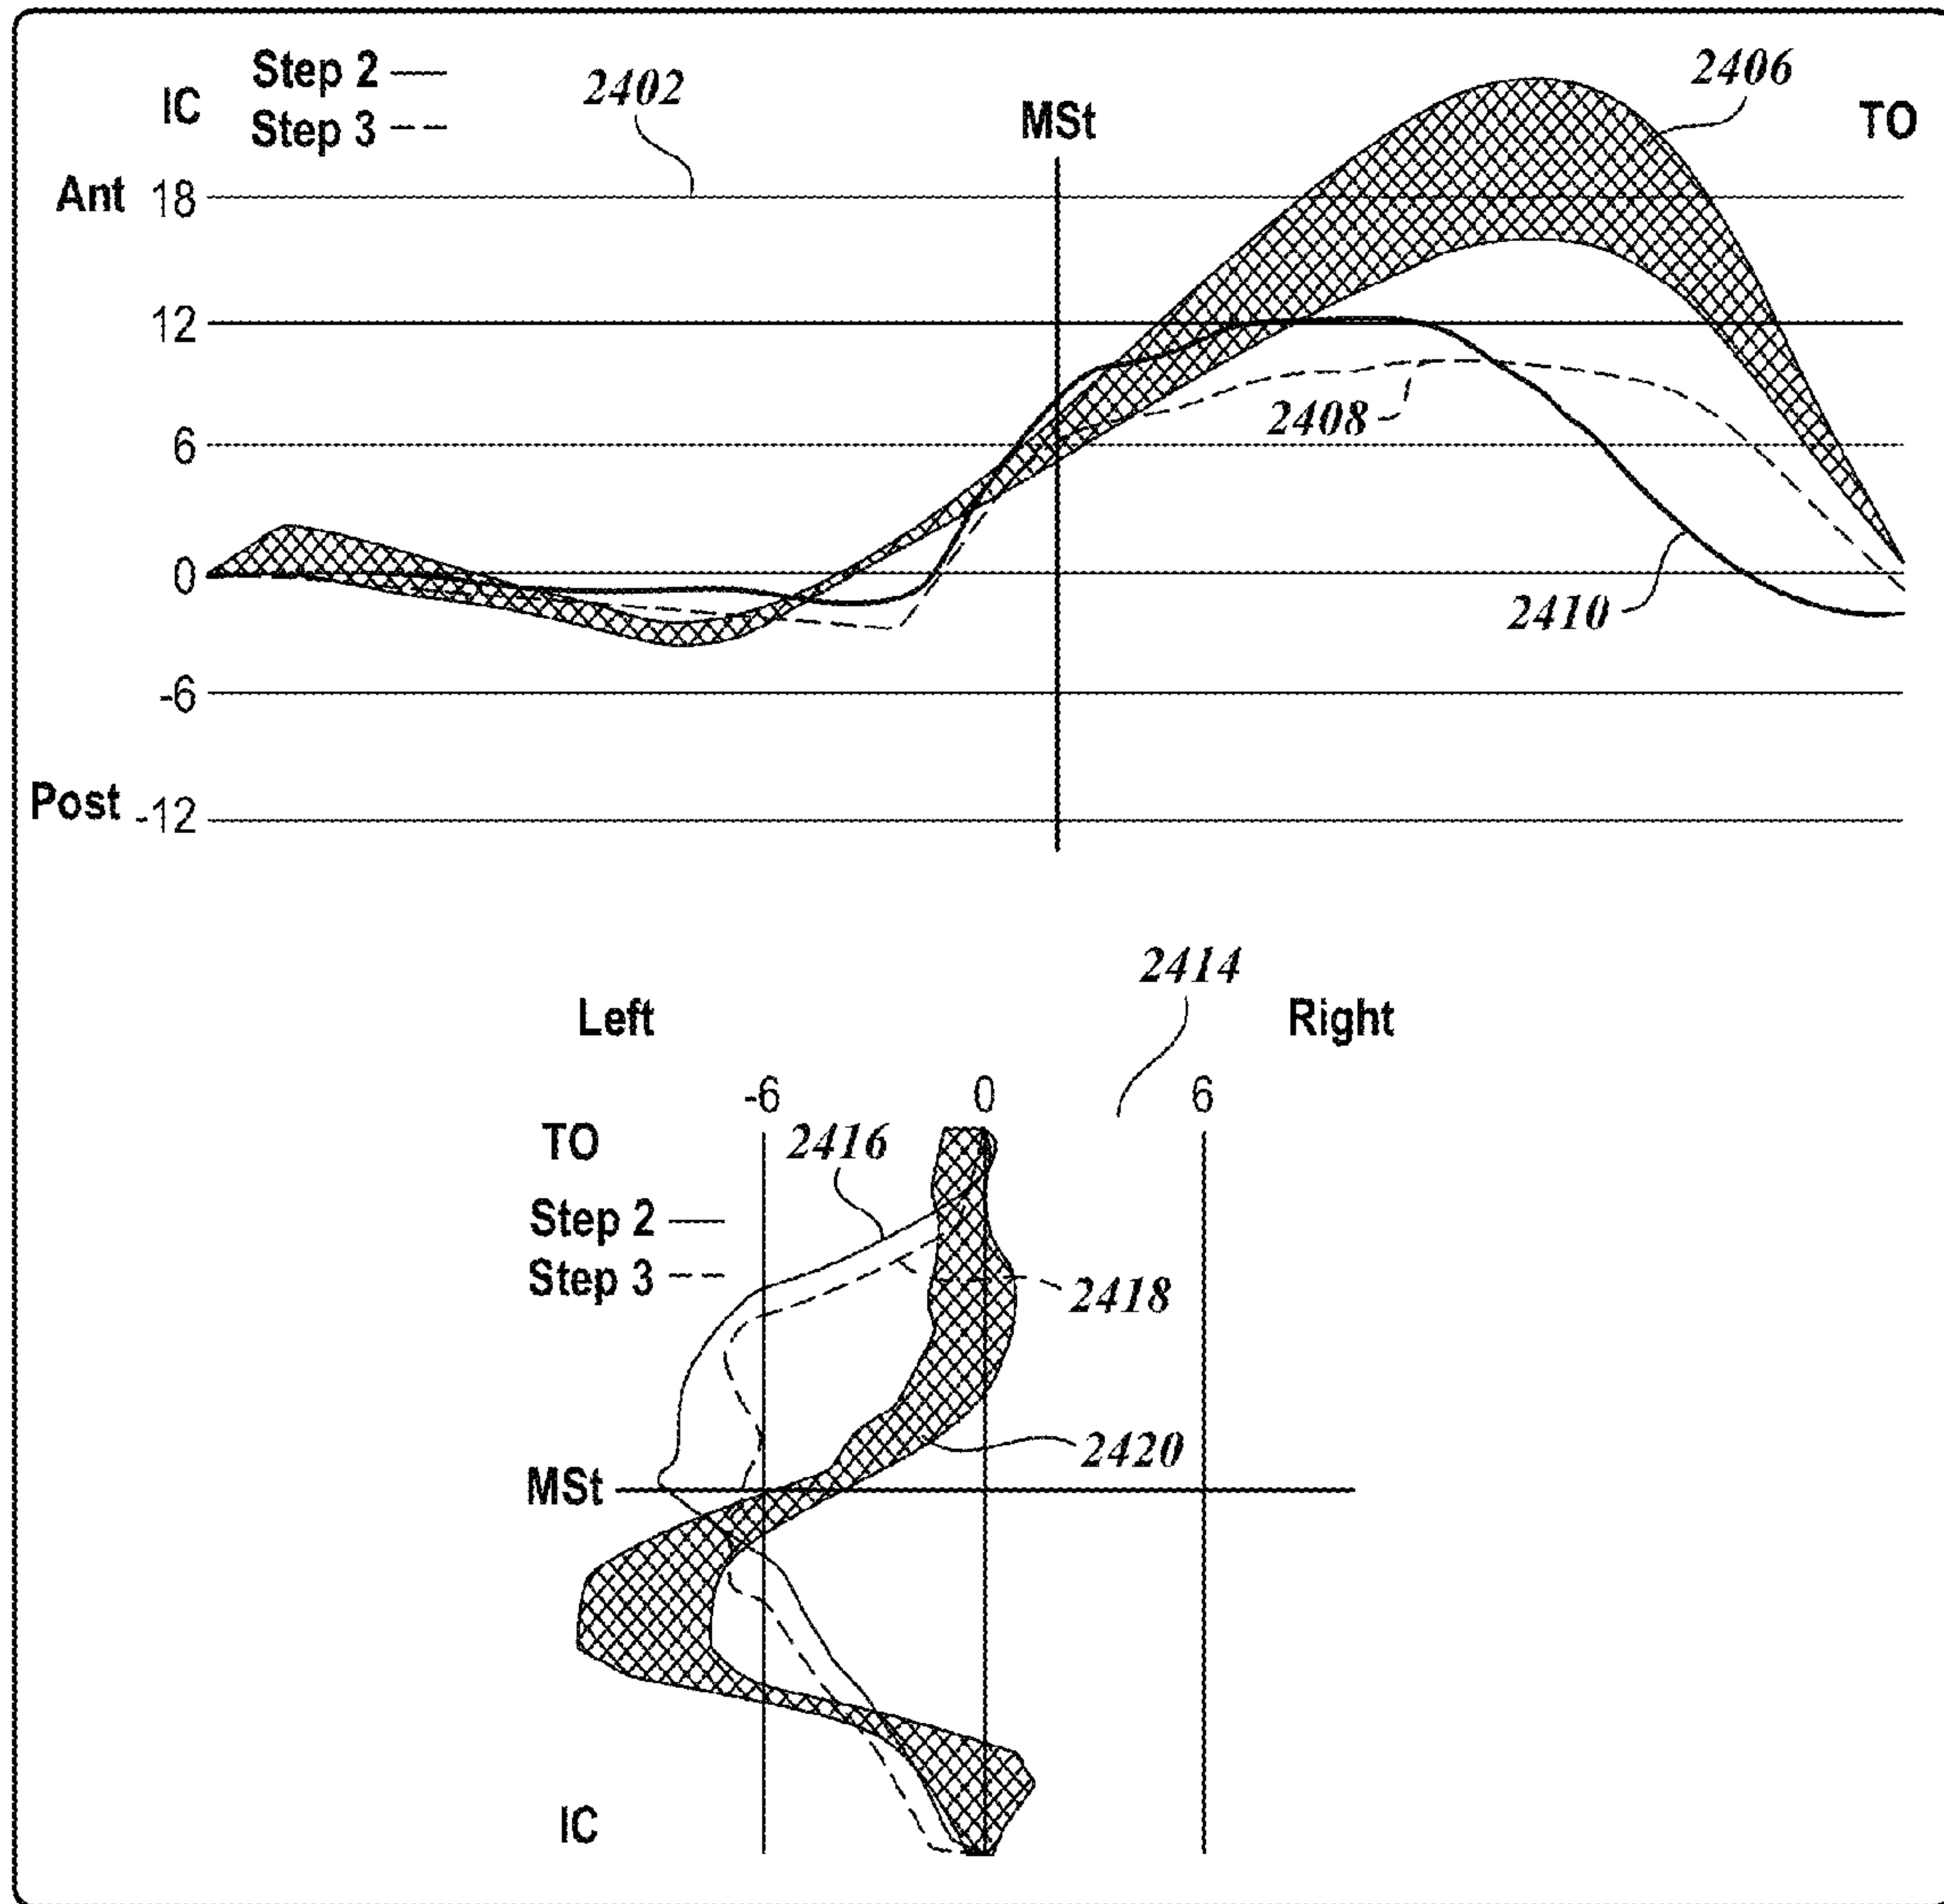 Step 2
2402
2406
IC
Step 3
MSt
TO
Ant 18
12
2408
6
0
2410
-6
Post -12
2414
Left
Right
-6
0
6
TO
2416
Step 2
Step 3
2418
2420
MSt
IC